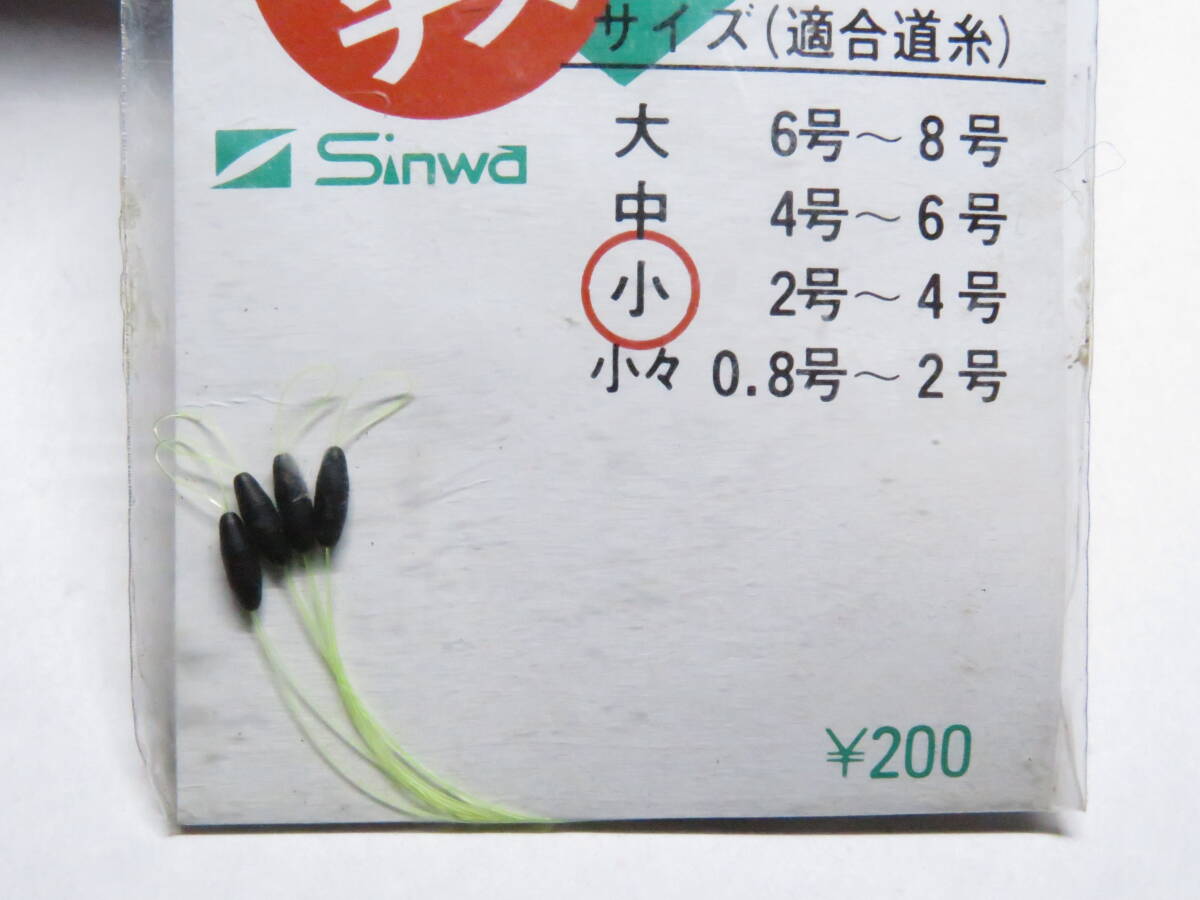 サイズ(適合道糸)
Sinwa
大 6号～8号
中 4号～6号
小 2号～4号
小々 0.8号～2号
¥200